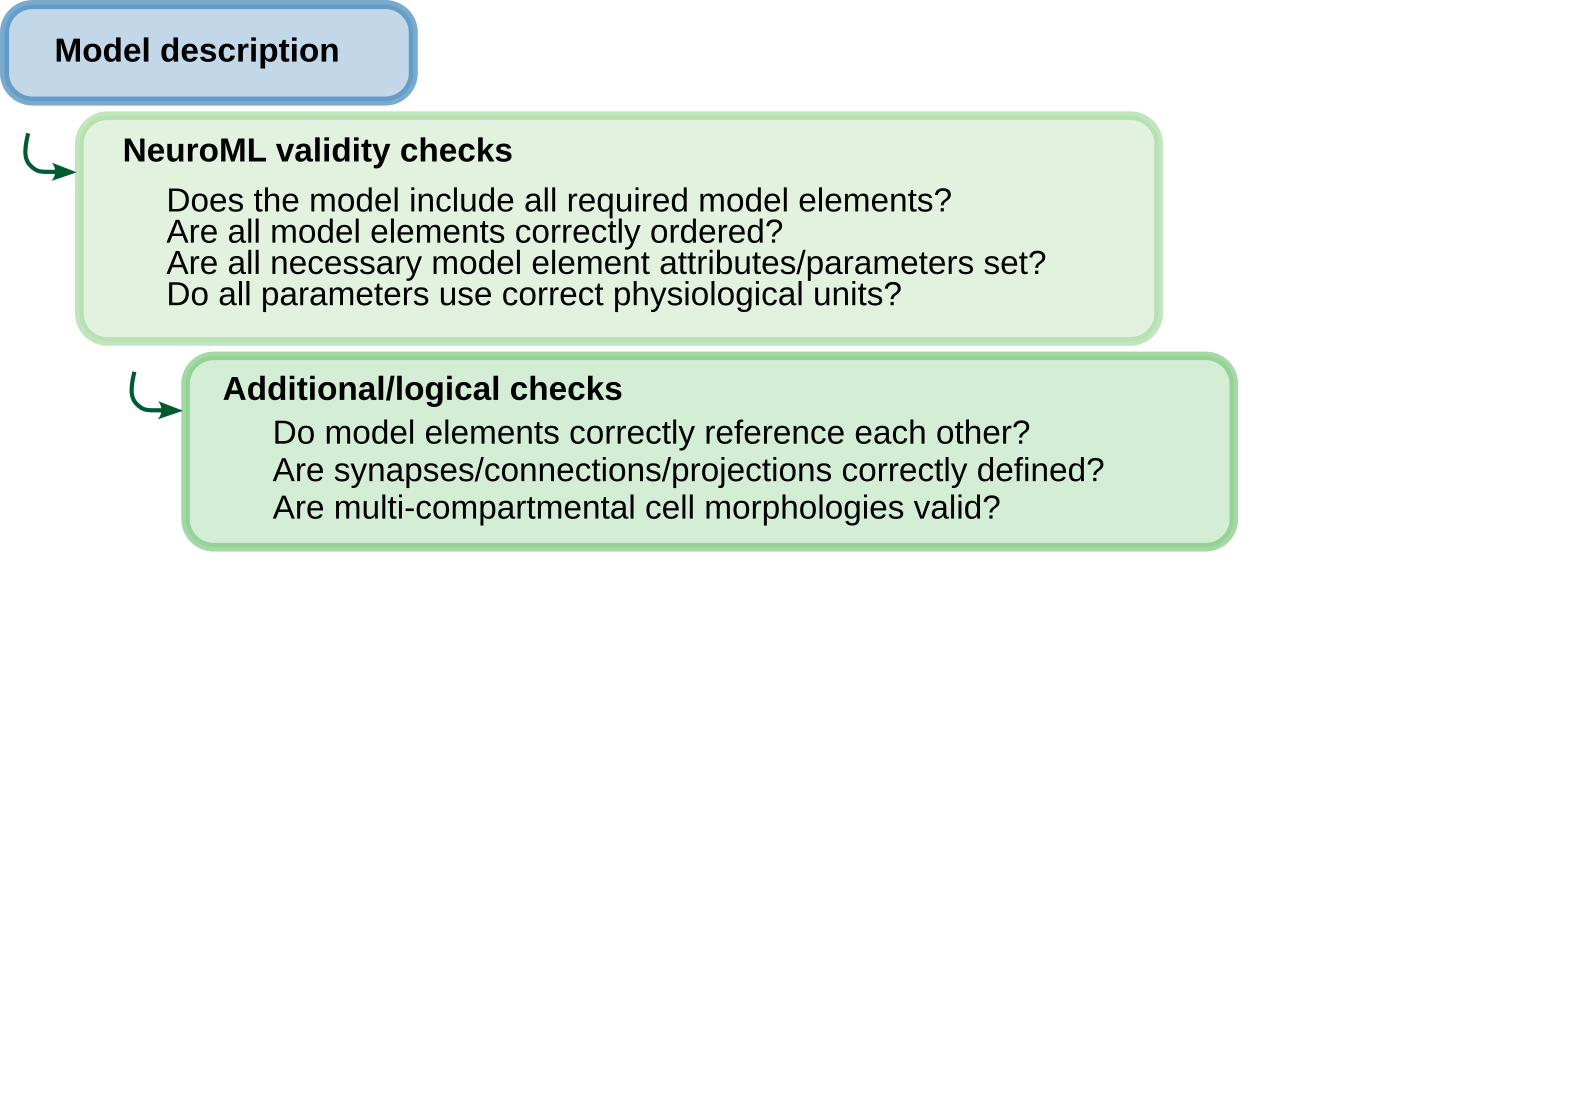 Model description
NeuroML validity checks
Does the model include all required model elements?
Are all model elements correctly ordered?
Are all necessary model element attributes/parameters set?
Do all parameters use correct physiological units?
Additional/logical checks
Do model elements correctly reference each other?
Are synapses/connections/projections correctly defined?
Are multi-compartmental cell morphologies valid?